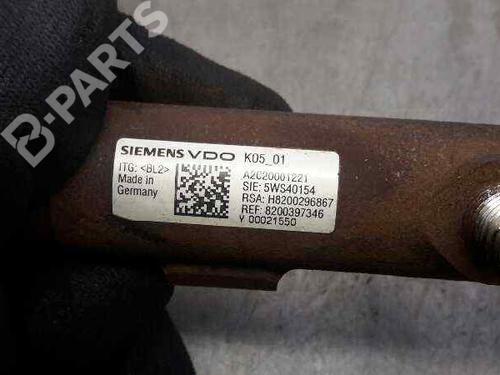 B-PARTS
SIEMENS VDO K05_01
ITG: <BL2>
Made in
Germany
A2C20001221
SIE: 5WS40154
RSA: H8200296867
REF: 8200397346
Y 00021550